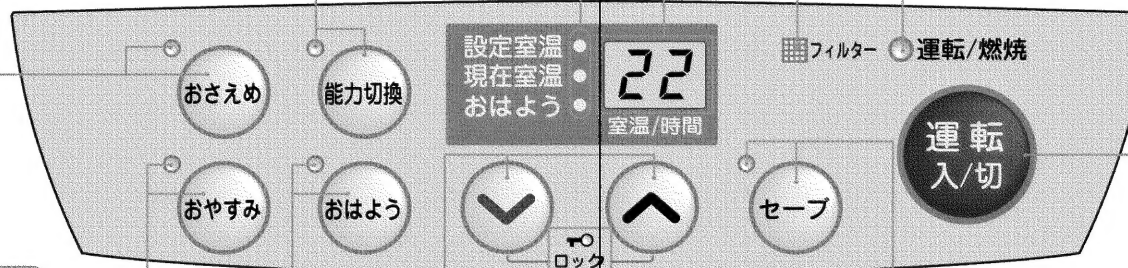 おさえめ
能力切換
設定室温
現在室温
おはよう
22
室温/時間
フィルター
運転/燃焼
運転
入/切
おやすみ
おはよう
ロック
セーブ